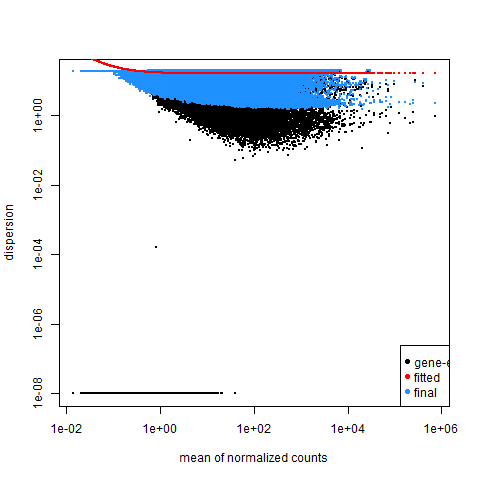 dispersion
1e+00
1e-02
1e-04
1e-06
1e-08
gene-e
fitted
final
1e-02
1e+00
1e+02
1e+04
1e+06
mean of normalized counts